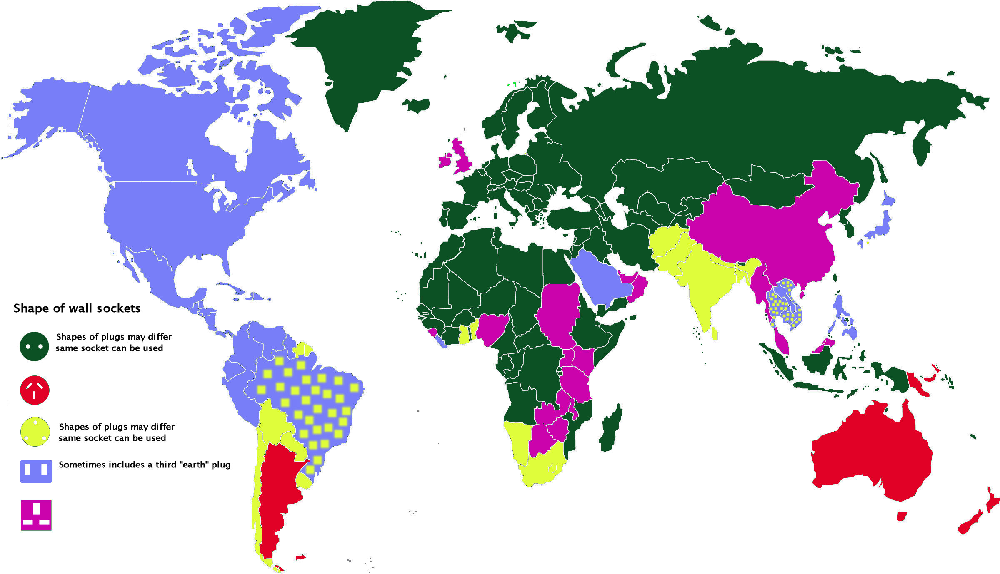 Shape of wall sockets
Shapes of plugs may differ
same socket can be used
Shapes of plugs may differ
same socket can be used
Sometimes includes a third "earth" plug